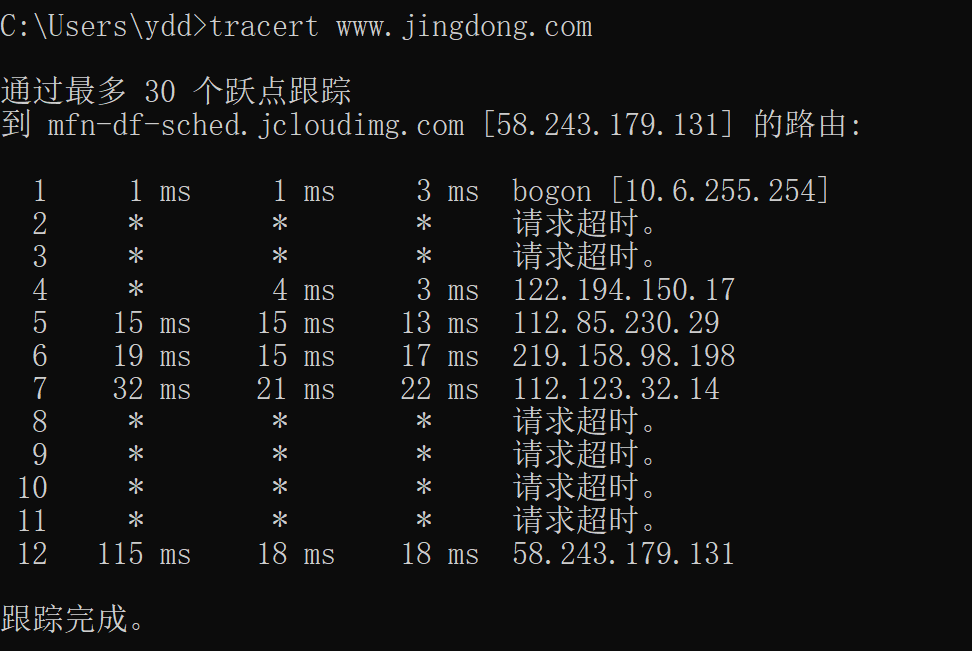 C:\Users\ydd>tracert www.jingdong.com
通过最多 30 个跃点跟踪
到 mfn-df-sched.jcloudimg.com [58.243.179.131] 的路由:
1 1 ms 1 ms 3 ms bogon [10.6.255.254]
2 * * * 请求超时。
3 * * * 请求超时。
4 * 4 ms 3 ms 122.194.150.17
5 15 ms 15 ms 13 ms 112.85.230.29
6 19 ms 15 ms 17 ms 219.158.98.198
7 32 ms 21 ms 22 ms 112.123.32.14
8 * * * 请求超时。
9 * * * 请求超时。
10 * * * 请求超时。
11 * * * 请求超时。
12 115 ms 18 ms 18 ms 58.243.179.131
跟踪完成。